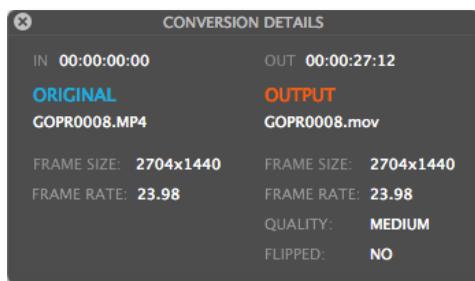 CONVERSION DETAILS
IN 00:00:00:00 OUT 00:00:27:12
ORIGINAL OUTPUT
GOPR0008.MP4 GOPR0008.mov
FRAME SIZE: 2704x1440 FRAME SIZE: 2704x1440
FRAME RATE: 23.98 FRAME RATE: 23.98
QUALITY: MEDIUM
FLIPPED: NO